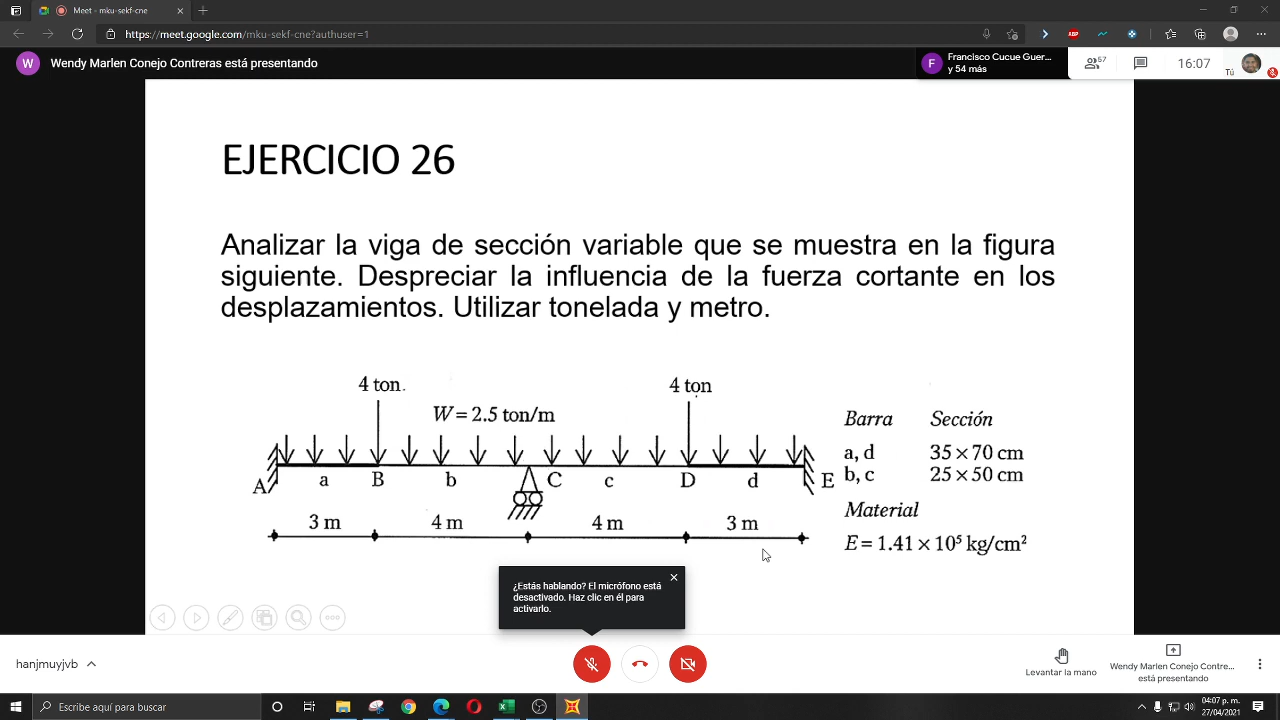 Meet - mku-sekf-cne
https://meet.google.com/mku-sekf-cne?authuser=1
ABP
W Wendy Marlen Conejo Contreras está presentando
F Francisco Cucue Guer...
y 54 más
57
16:07
Tú
EJERCICIO 26
Analizar la viga de sección variable que se muestra en la figura
siguiente. Despreciar la influencia de la fuerza cortante en los
desplazamientos. Utilizar tonelada y metro.
4 ton.
4 ton
W = 2.5 ton/m
Barra Sección
a, d 35 × 70 cm
b, c 25 × 50 cm
A a B b C c D d E
Material
3 m 4 m 4 m 3 m
E = 1.41 × 10⁵ kg/cm²
¿Estás hablando? El micrófono está
desactivado. Haz clic en él para
activarlo.
hanjmuyjvb
Levantar la mano
Wendy Marlen Conejo Contre...
está presentando
Escribe aquí para buscar
04:07 p. m.
27/04/2021